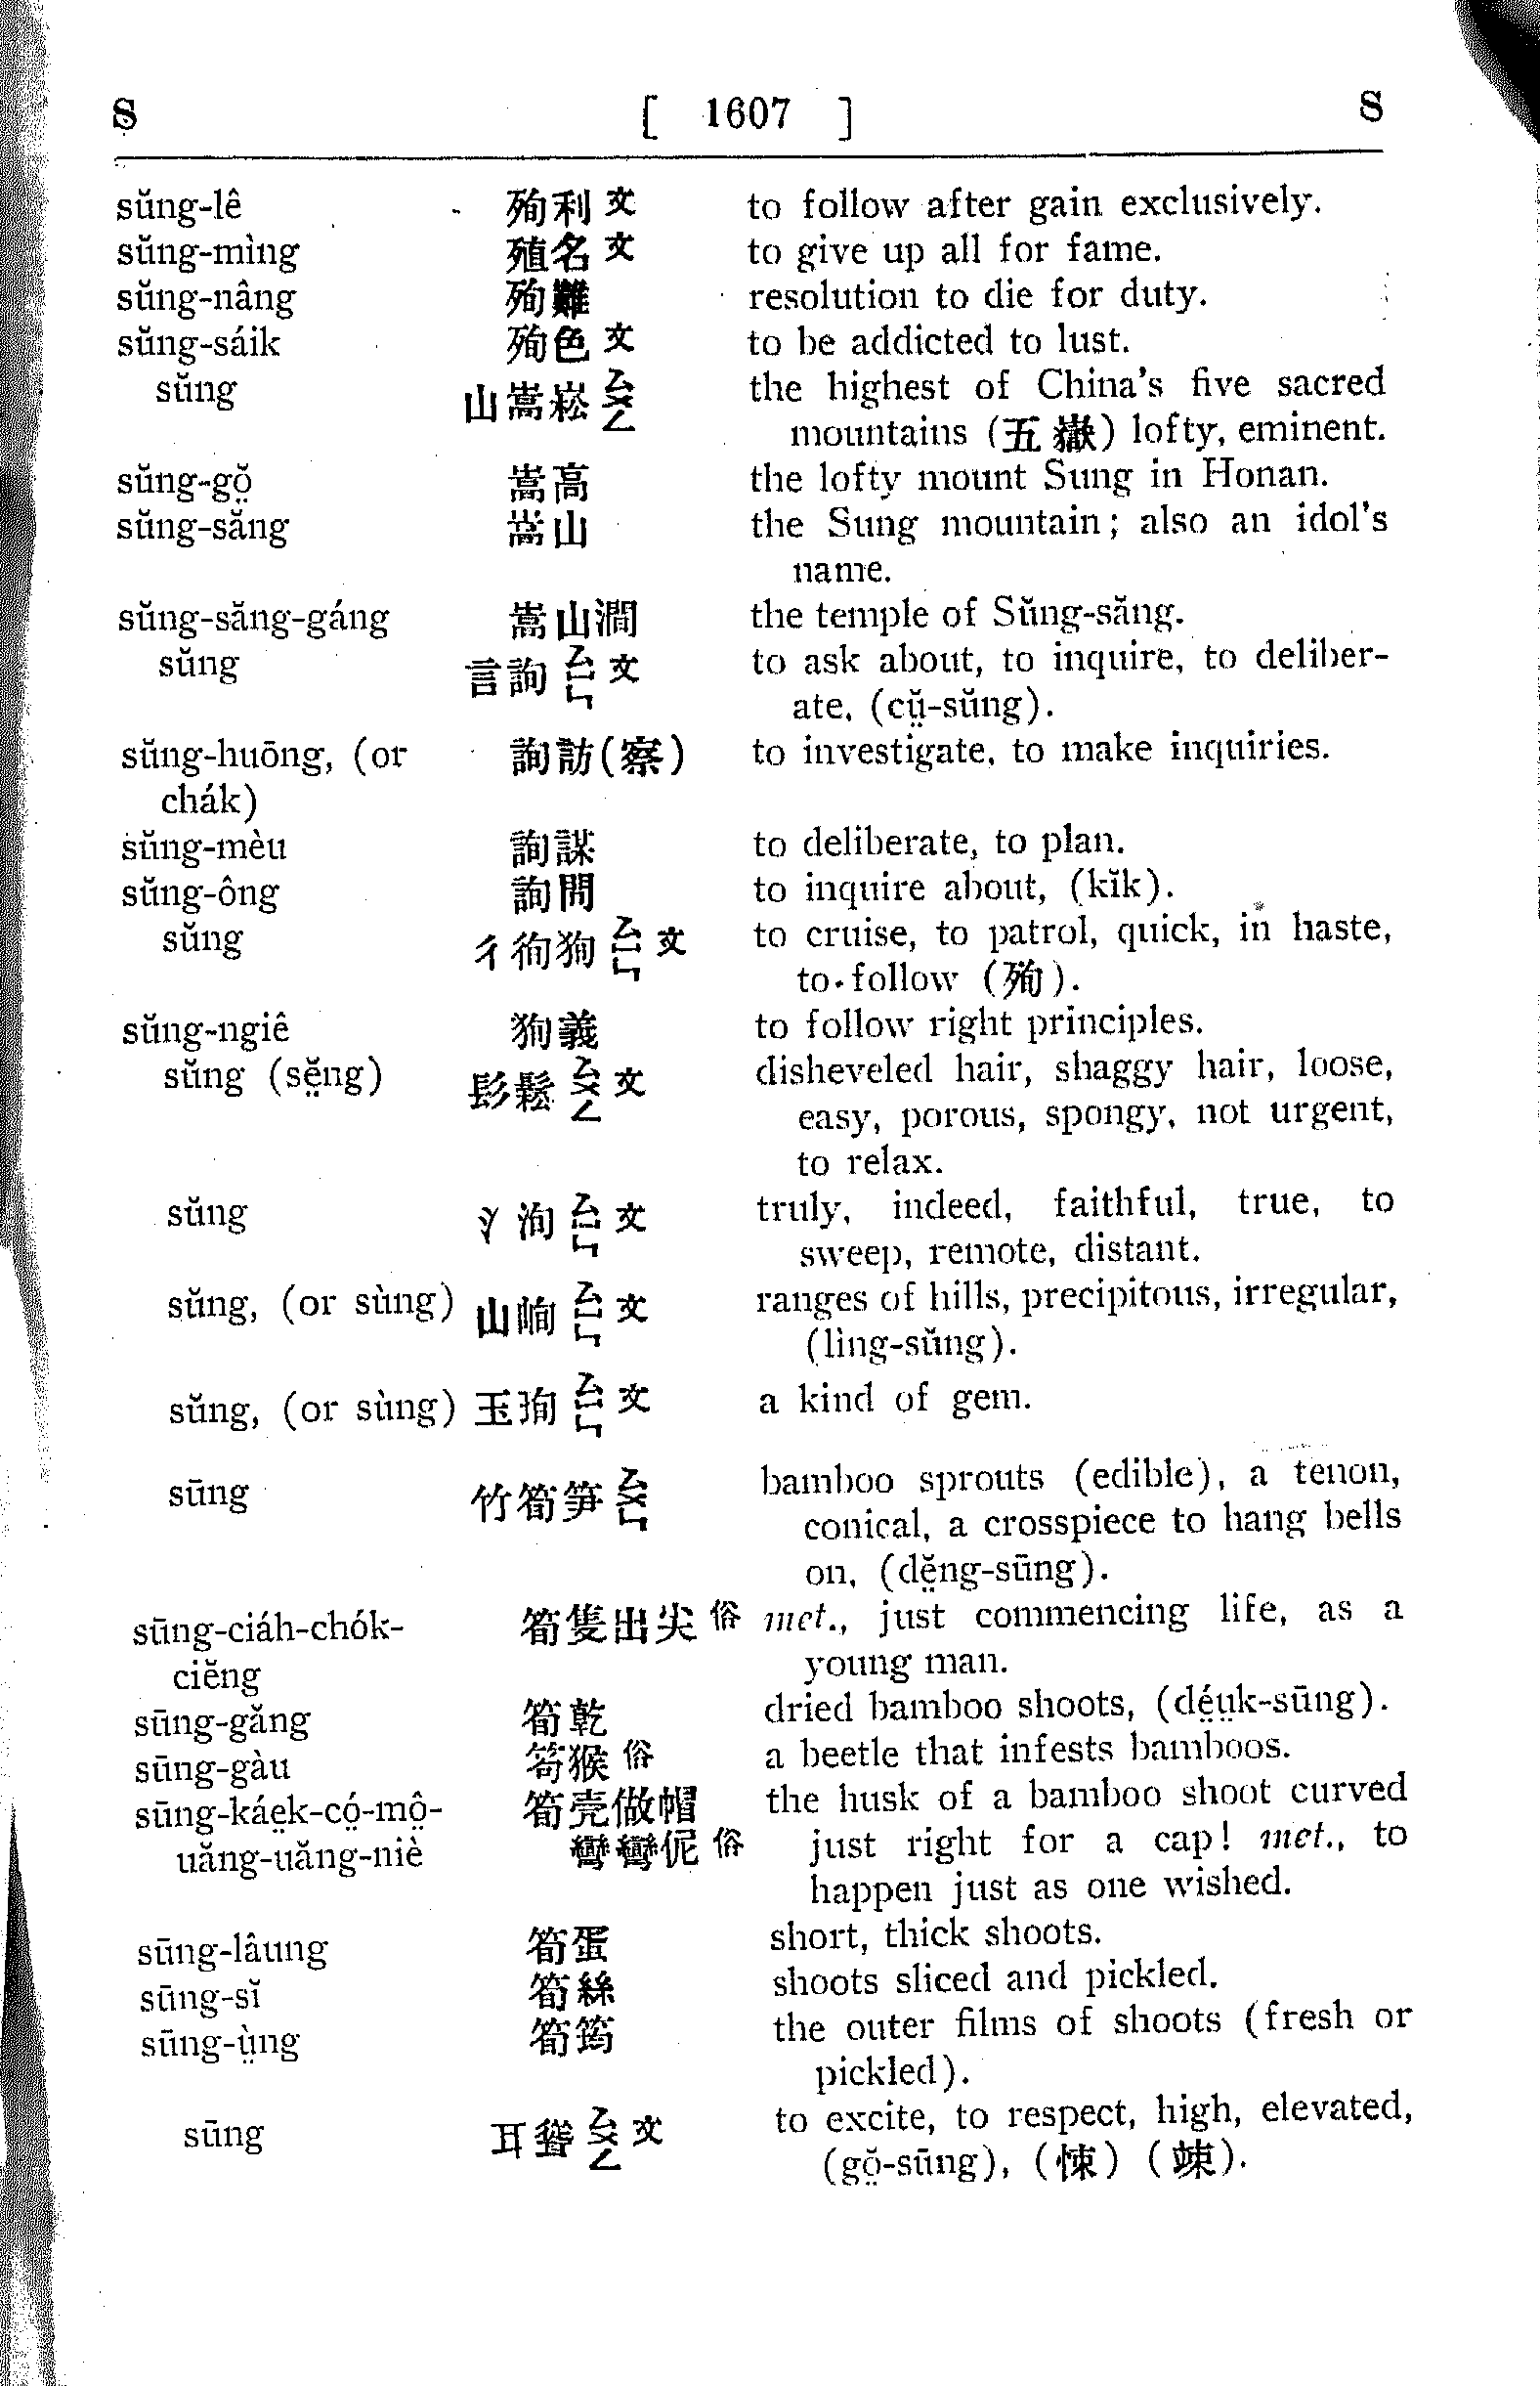 S [ 1607 ] S
sŭng-lê 殉利 文 to follow after gain exclusively.
sŭng-mìng 殖名 文 to give up all for fame.
sŭng-nâng 殉難 resolution to die for duty.
sŭng-sáik 殉色 文 to be addicted to lust.
sŭng 山嵩崧 ㄙㄨㄥ the highest of China's five sacred
mountains (五嶽) lofty, eminent.
sŭng-gŏ̤ 嵩高 the lofty mount Sung in Honan.
sŭng-săng 嵩山 the Sung mountain; also an idol's
name.
sŭng-săng-gáng 嵩山澗 the temple of Sŭng-săng.
sŭng 言詢 ㄙㄩㄣ 文 to ask about, to inquire, to deliber-
ate, (cṳ̆-sŭng).
sŭng-huōng, (or 詢訪(察) to investigate, to make inquiries.
chák)
sŭng-mèu 詢謀 to deliberate, to plan.
sŭng-ông 詢問 to inquire about, (kĭk).
sŭng 彳徇狥 ㄙㄩㄣ 文 to cruise, to patrol, quick, in haste,
to follow (殉).
sŭng-ngiê 狥義 to follow right principles.
sŭng (sĕ̤ng) 髟鬆 ㄙㄨㄥ 文 disheveled hair, shaggy hair, loose,
easy, porous, spongy, not urgent,
to relax.
sŭng 氵洵 ㄙㄩㄣ 文 truly, indeed, faithful, true, to
sweep, remote, distant.
sŭng, (or sùng) 山峋 ㄙㄩㄣ 文 ranges of hills, precipitous, irregular,
(lìng-sŭng).
sŭng, (or sùng) 玉珣 ㄙㄩㄣ 文 a kind of gem.
sūng 竹筍笋 ㄙㄨㄣ bamboo sprouts (edible), a tenon,
conical, a crosspiece to hang bells
on, (dĕ̤ng-sūng).
sūng-ciáh-chók- 筍隻出尖 俗 met., just commencing life, as a
ciĕng young man.
sūng-găng 筍乾 dried bamboo shoots, (dé̤ṳk-sūng).
sūng-gàu 筍猴 俗 a beetle that infests bamboos.
sūng-káe̤k-có̤-mô̤- 筍壳做帽 the husk of a bamboo shoot curved
uăng-uăng-niè 彎彎伲 俗 just right for a cap! met., to
happen just as one wished.
sūng-lâung 筍蛋 short, thick shoots.
sūng-sĭ 筍絲 shoots sliced and pickled.
sūng-ṳ̀ng 筍筠 the outer films of shoots (fresh or
pickled).
sūng 耳聳 ㄙㄨㄥ 文 to excite, to respect, high, elevated,
(gŏ̤-sūng), (悚) (竦).